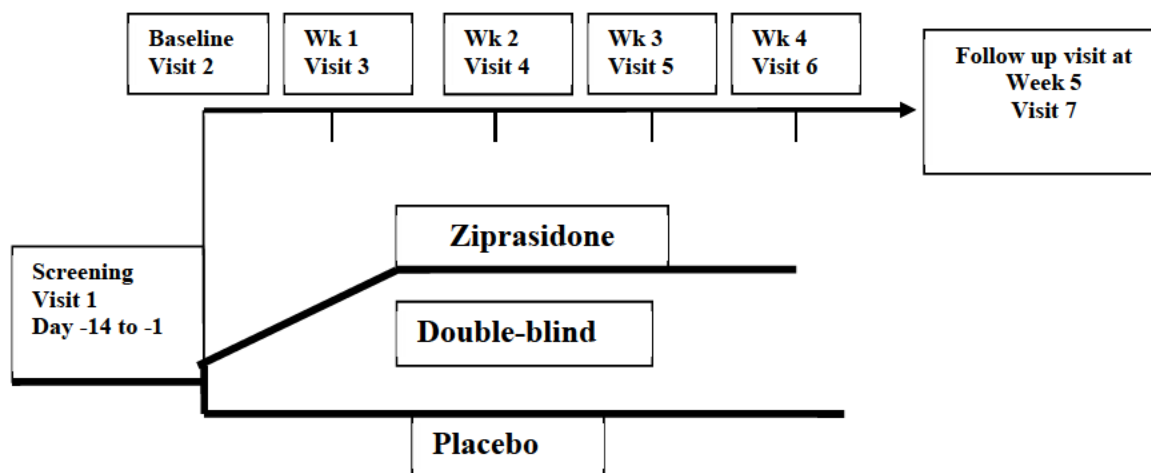 Baseline
Visit 2
Wk 1
Visit 3
Wk 2
Visit 4
Wk 3
Visit 5
Wk 4
Visit 6
Follow up visit at
Week 5
Visit 7
Screening
Visit 1
Day -14 to -1
Ziprasidone
Double-blind
Placebo